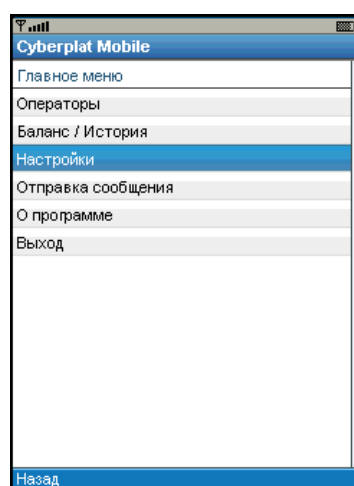 Cyberplat Mobile
Главное меню
Операторы
Баланс / История
Настройки
Отправка сообщения
О программе
Выход
Назад